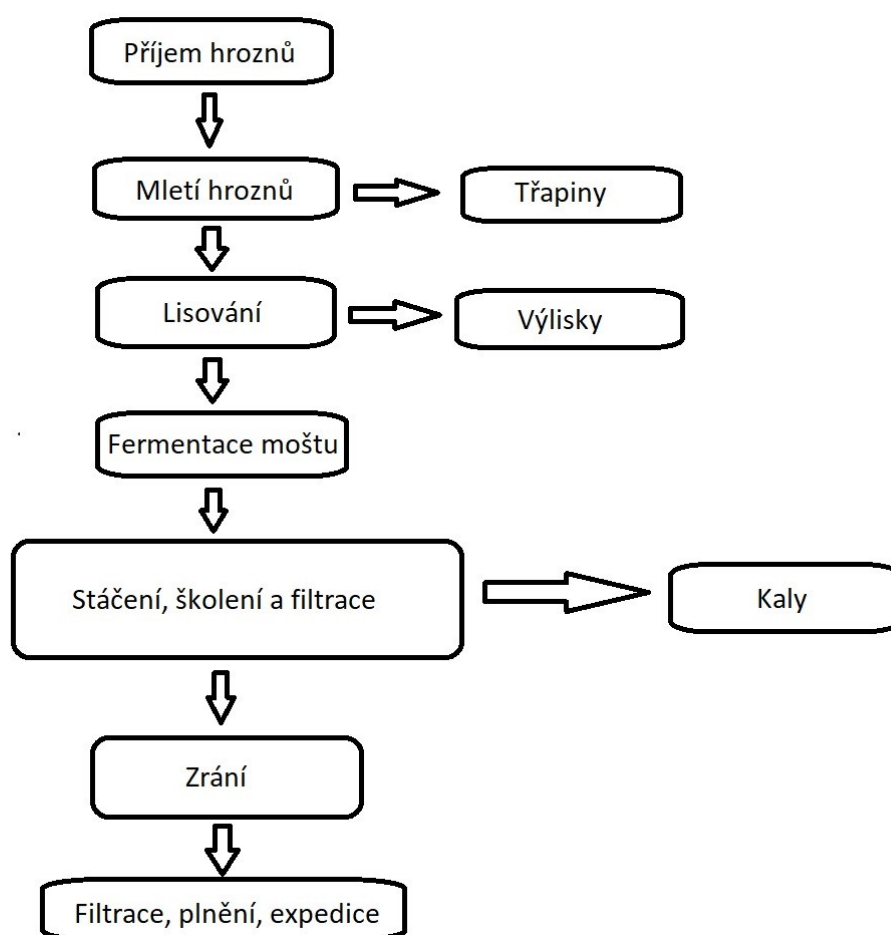 Příjem hroznů
Mletí hroznů
Třapiny
Lisování
Výlisky
Fermentace moštu
Stáčení, školení a filtrace
Kaly
Zrání
Filtrace, plnění, expedice